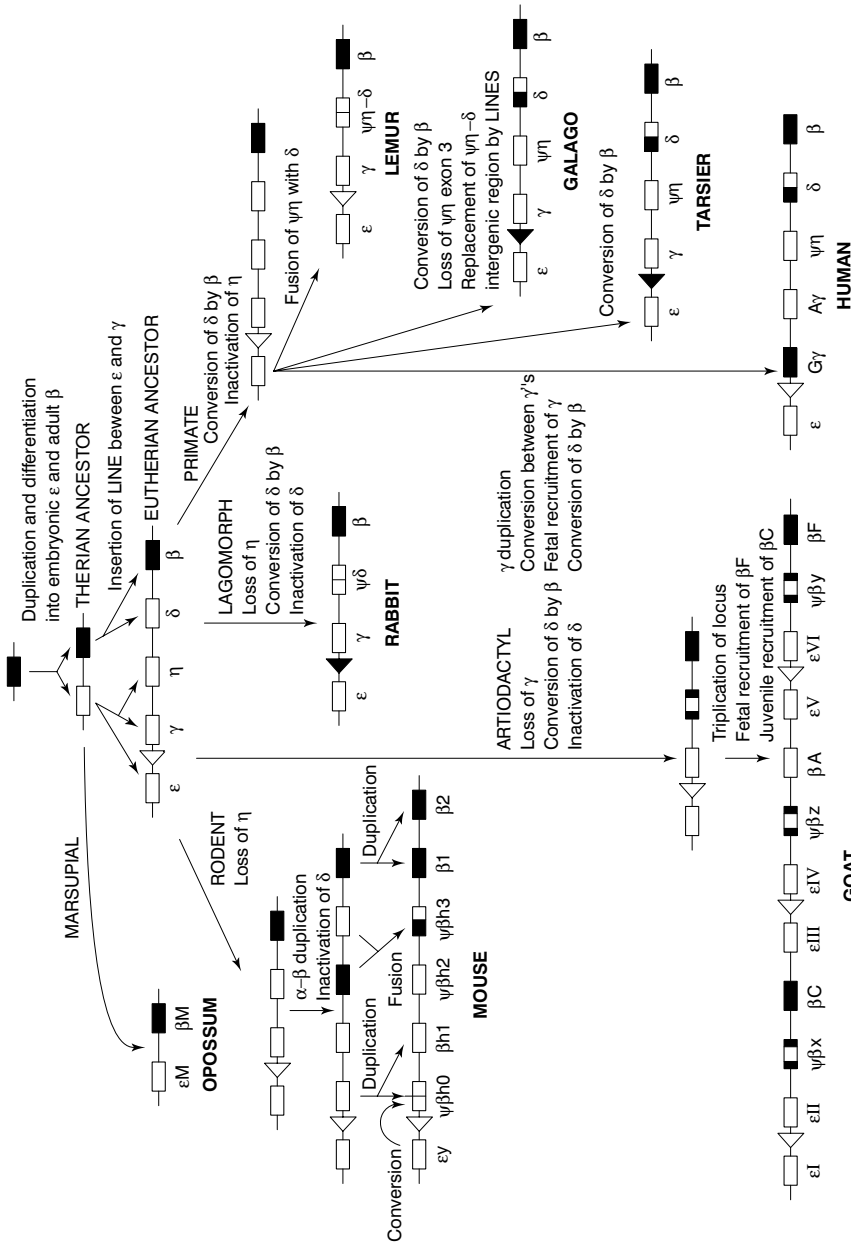 Duplication and differentiation
into embryonic ε and adult β
THERIAN ANCESTOR
Insertion of LINE beween ε and γ
EUTHERIAN ANCESTOR
ε γ η δ β
MARSUPIAL
εM βM
OPOSSUM
RODENT
Loss of η
α–β duplication
Inactivation of δ
Duplication
Fusion
Duplication
Conversion
εy ψβh0 βh1 ψβh2 ψβh3 β1 β2
MOUSE
LAGOMORPH
Loss of η
Conversion of δ by β
Inactivation of δ
ε γ ψδ β
RABBIT
PRIMATE
Conversion of δ by β
Inactivation of η
Fusion of ψη with δ
ε γ ψη–δ β
LEMUR
Conversion of δ by β
Loss of ψη exon 3
Replacement of ψη–δ
intergenic region by LINES
ε γ ψη δ β
GALAGO
Conversion of δ by β
ε γ ψη δ β
TARSIER
γ duplication
Conversion between γ"s
Fetal recruitment of γ
Conversion of δ by β
ε Gγ Aγ ψη δ β
HUMAN
ARTIODACTYL
Loss of γ
Conversion of δ by β
Inactivation of δ
Triplication of locus
Fetal recruitment of βF
Juvenile recruitment of βC
εI εII ψβx βC εIII εIV ψβz βA εV εVI ψβy βF
GOAT